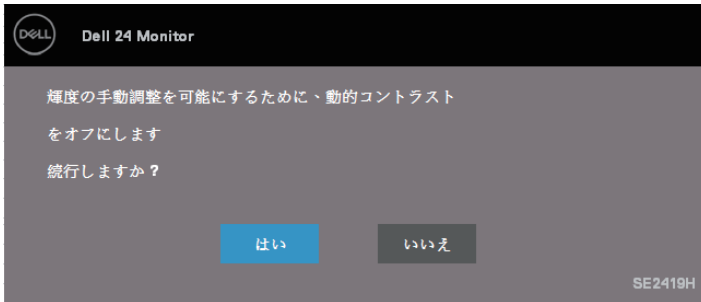 DELL
Dell 24 Monitor
輝度の手動調整を可能にするために、動的コントラスト
をオフにします
続行しますか?
はい
いいえ
SE2419H